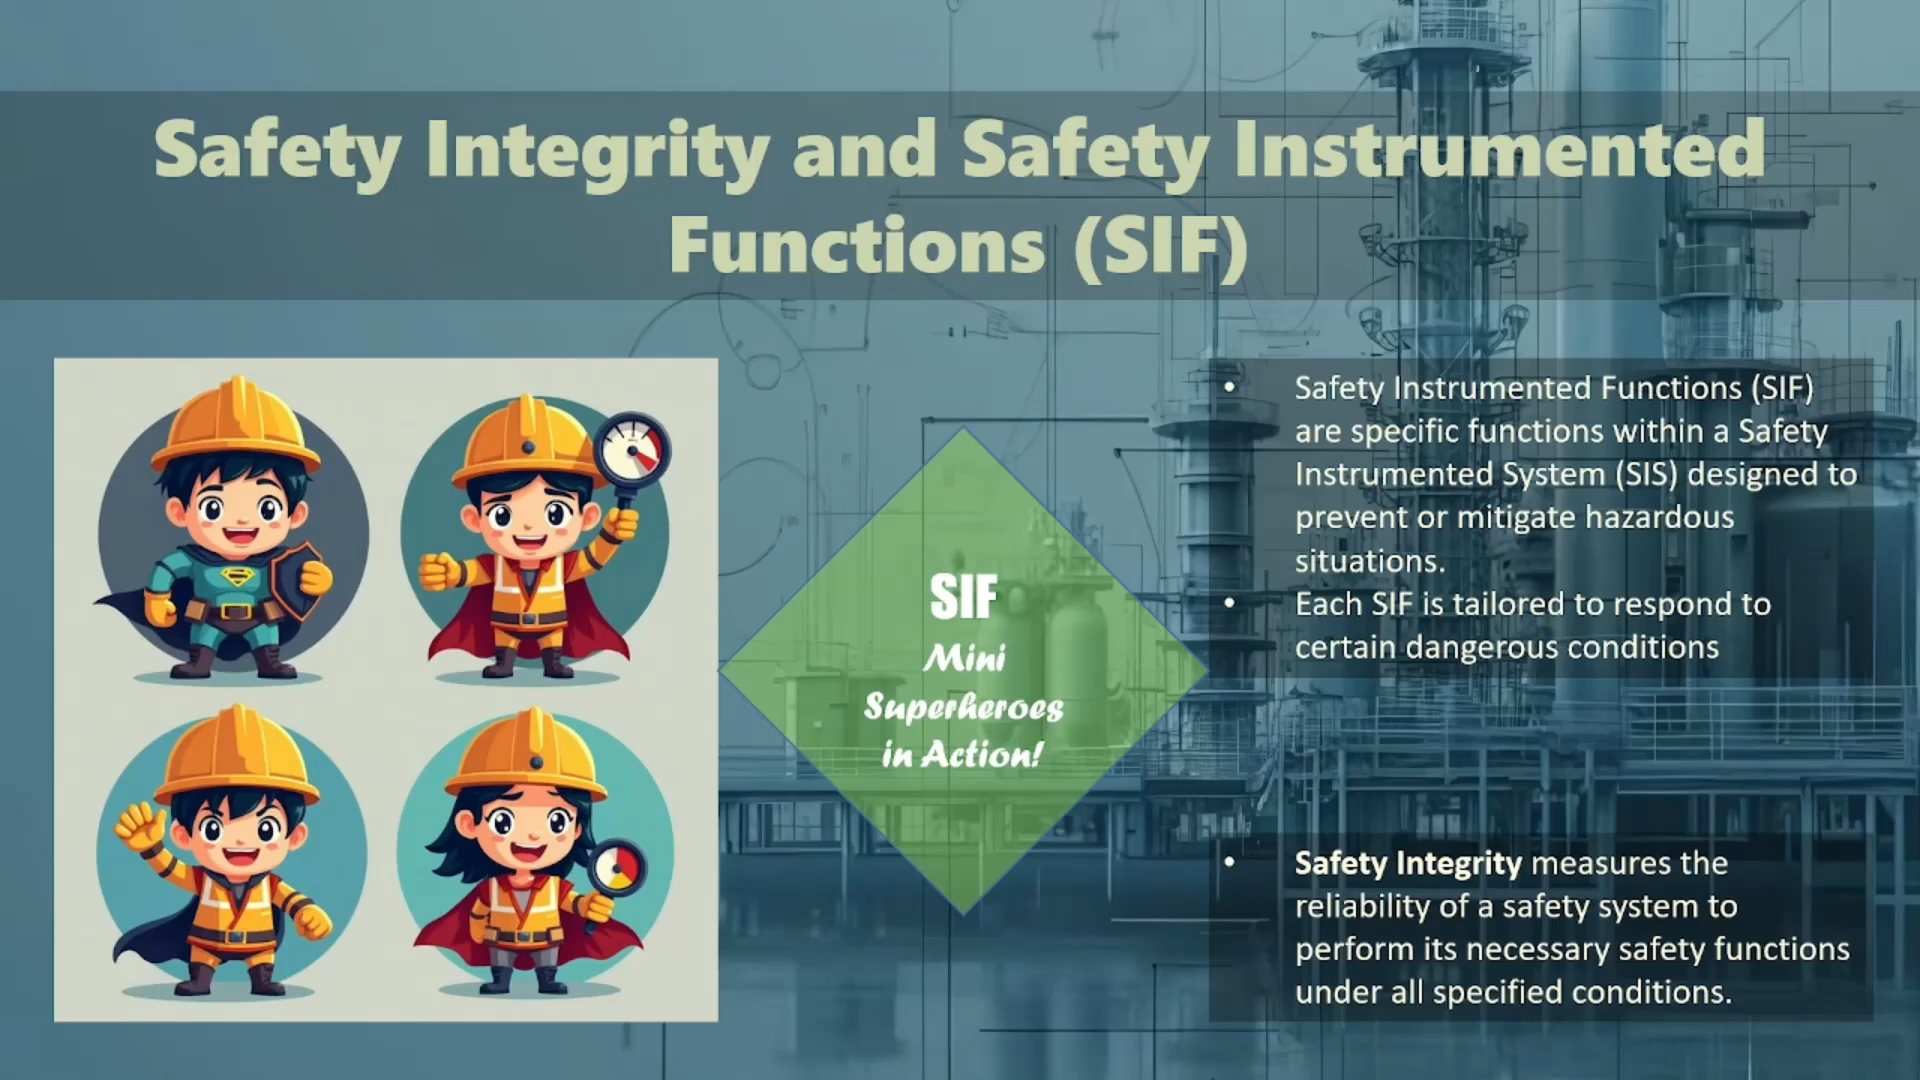 Safety Integrity and Safety Instrumented
Functions (SIF)
SIF
Mini
Superheroes
in Action!
• Safety Instrumented Functions (SIF)
are specific functions within a Safety
Instrumented System (SIS) designed to
prevent or mitigate hazardous
situations.
• Each SIF is tailored to respond to
certain dangerous conditions
• Safety Integrity measures the
reliability of a safety system to
perform its necessary safety functions
under all specified conditions.